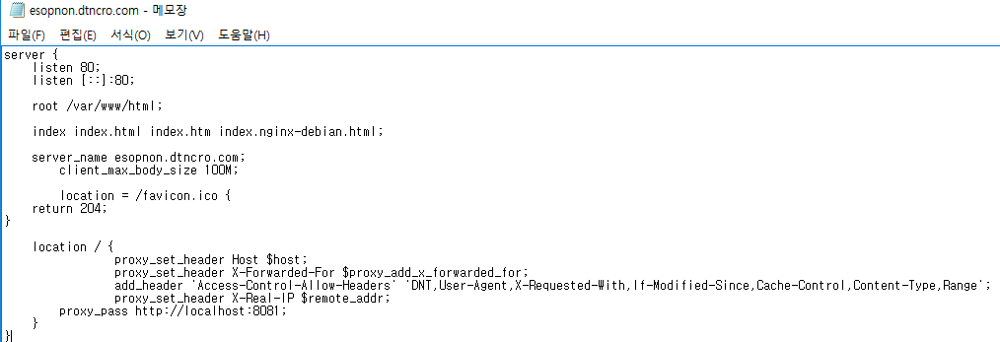 esopnon.dtncro.com - 메모장
파일(F) 편집(E) 서식(O) 보기(V) 도움말(H)
server {
    listen 80;
    listen [::]:80;

    root /var/www/html;

    index index.html index.htm index.nginx-debian.html;

    server_name esopnon.dtncro.com;
        client_max_body_size 100M;

        location = /favicon.ico {
    return 204;
}

    location / {
                proxy_set_header Host $host;
                proxy_set_header X-Forwarded-For $proxy_add_x_forwarded_for;
                add_header 'Access-Control-Allow-Headers' 'DNT,User-Agent,X-Requested-With,If-Modified-Since,Cache-Control,Content-Type,Range';
                proxy_set_header X-Real-IP $remote_addr;
        proxy_pass http://localhost:8081;
    }
}